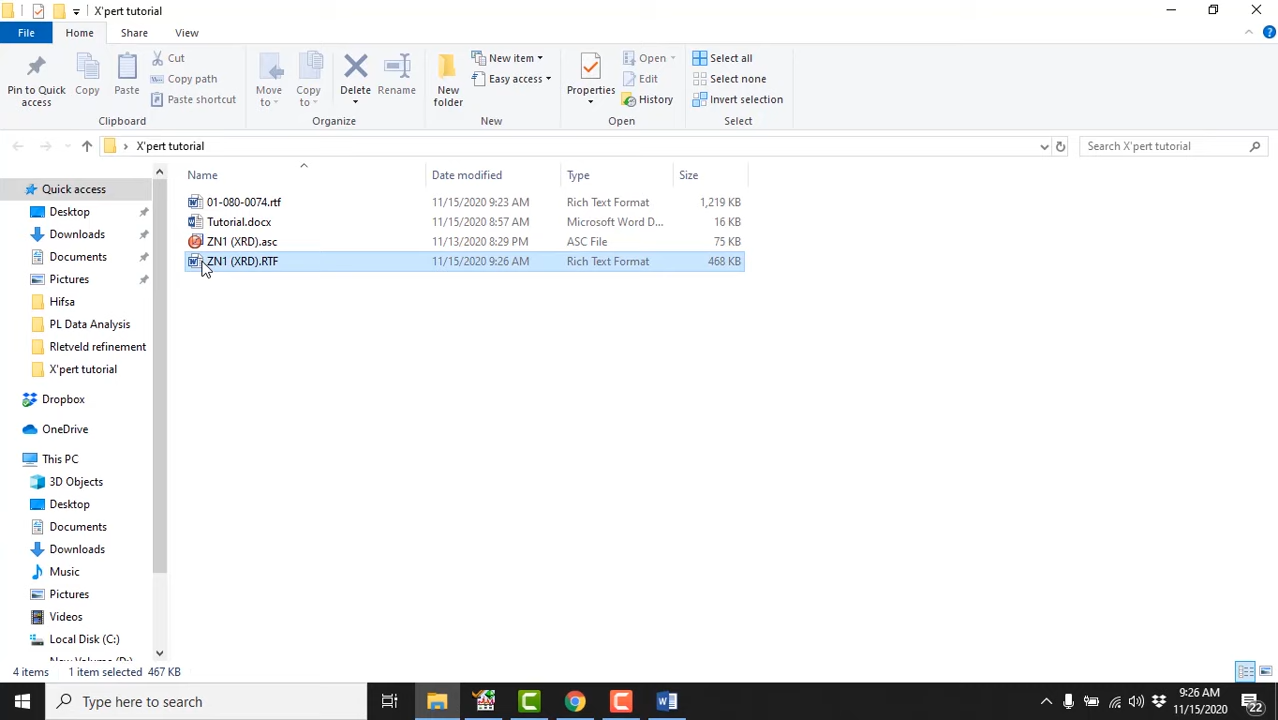 X'pert tutorial
File Home Share View
Pin to Quick access
Copy
Paste
Cut
Copy path
Paste shortcut
Clipboard
Move to
Copy to
Delete
Rename
Organize
New folder
New item
Easy access
New
Properties
Open
Edit
History
Open
Select all
Select none
Invert selection
Select
X'pert tutorial
Search X'pert tutorial
Name Date modified Type Size
01-080-0074.rtf 11/15/2020 9:23 AM Rich Text Format 1,219 KB
Tutorial.docx 11/15/2020 8:57 AM Microsoft Word D... 16 KB
ZN1 (XRD).asc 11/13/2020 8:29 PM ASC File 75 KB
ZN1 (XRD).RTF 11/15/2020 9:26 AM Rich Text Format 468 KB
Quick access
Desktop
Downloads
Documents
Pictures
Hifsa
PL Data Analysis
RIetveld refinement
X'pert tutorial
Dropbox
OneDrive
This PC
3D Objects
Desktop
Documents
Downloads
Music
Pictures
Videos
Local Disk (C:)
New Volume (D:)
4 items 1 item selected 467 KB
Type here to search
9:26 AM
11/15/2020
22